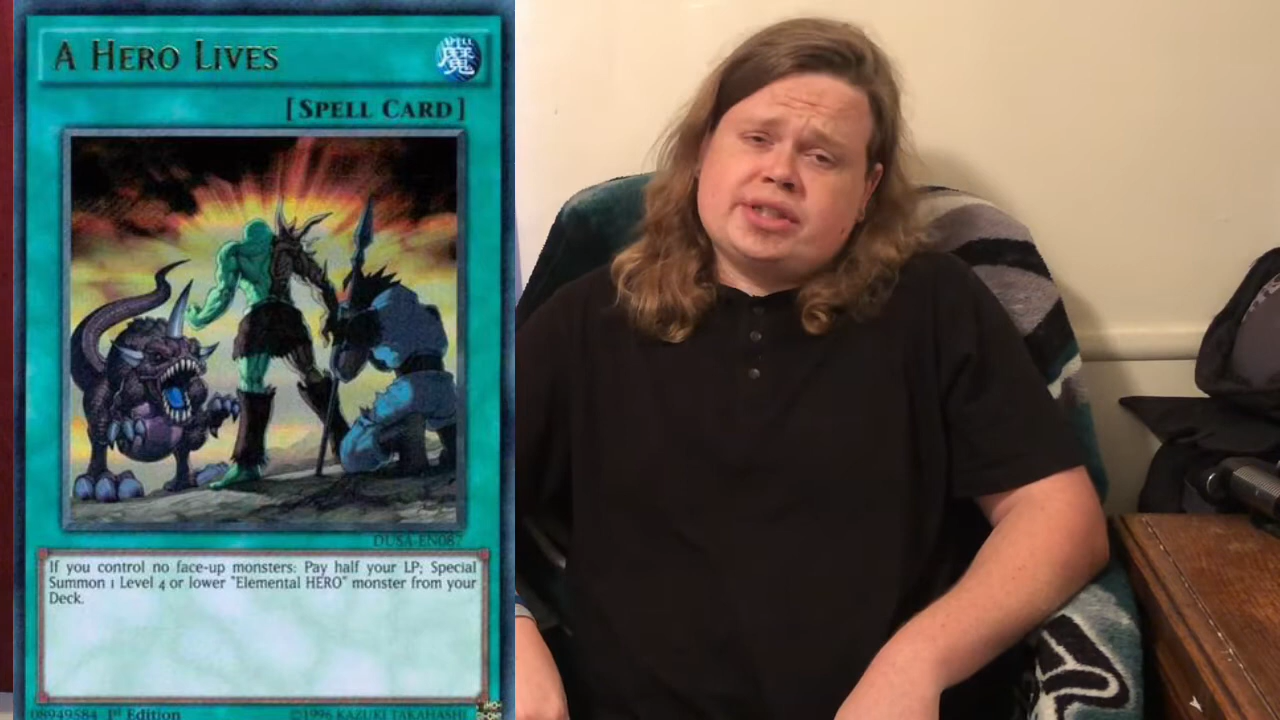 A Hero Lives
魔
[Spell Card]
DUSA-EN087
If you control no face-up monsters: Pay half your LP; Special
Summon 1 Level 4 or lower "Elemental HERO" monster from your
Deck.
08949584 1st Edition ©1996 KAZUKI TAKAHASHI